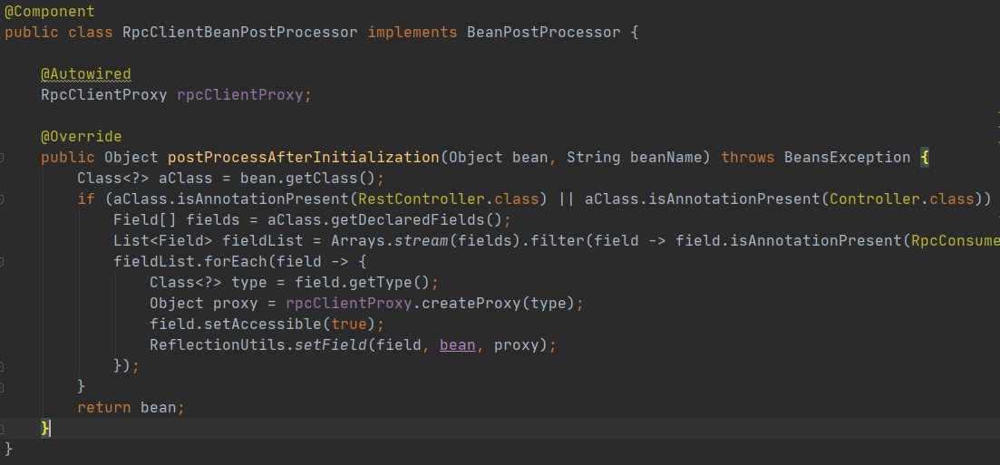 @Component
public class RpcClientBeanPostProcessor implements BeanPostProcessor {
@Autowired
RpcClientProxy rpcClientProxy;
@Override
public Object postProcessAfterInitialization(Object bean, String beanName) throws BeansException {
Class<?> aClass = bean.getClass();
if (aClass.isAnnotationPresent(RestController.class) || aClass.isAnnotationPresent(Controller.class))
Field[] fields = aClass.getDeclaredFields();
List<Field> fieldList = Arrays.stream(fields).filter(field -> field.isAnnotationPresent(RpcConsume
fieldList.forEach(field -> {
Class<?> type = field.getType();
Object proxy = rpcClientProxy.createProxy(type);
field.setAccessible(true);
ReflectionUtils.setField(field, bean, proxy);
});
}
return bean;
}
}